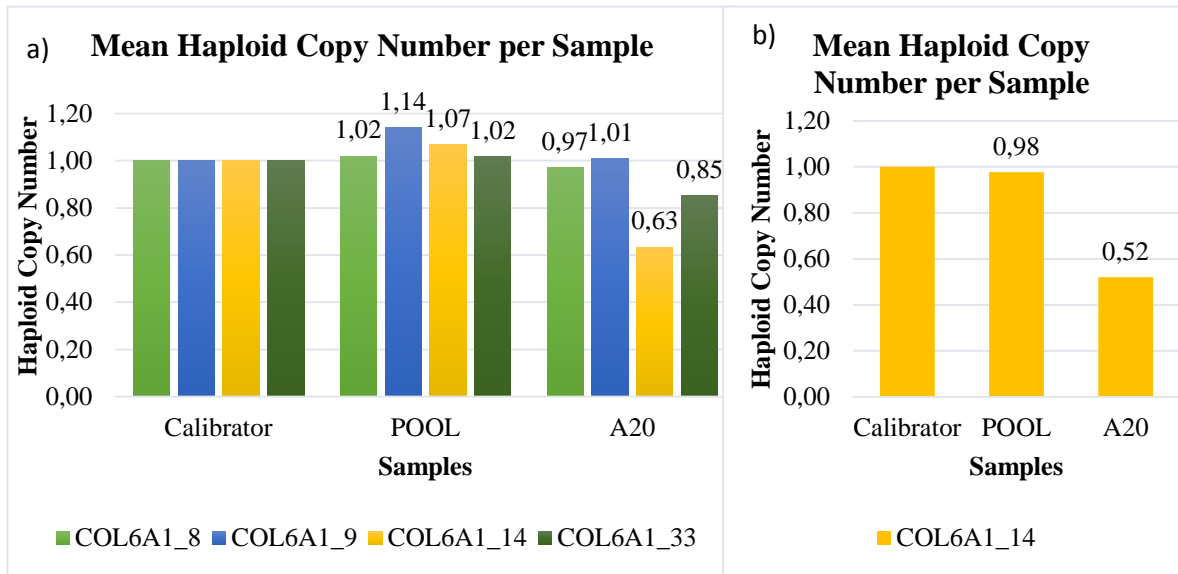 a)
Mean Haploid Copy Number per Sample
Haploid Copy Number
1,20
1,00
0,80
0,60
0,40
0,20
0,00
1,02
1,14
1,07
1,02
0,97
1,01
0,63
0,85
Calibrator POOL A20
Samples
COL6A1_8 COL6A1_9 COL6A1_14 COL6A1_33
b)
Mean Haploid Copy
Number per Sample
Haploid Copy Number
1,20
1,00
0,80
0,60
0,40
0,20
0,00
0,98
0,52
Calibrator POOL A20
Samples
COL6A1_14